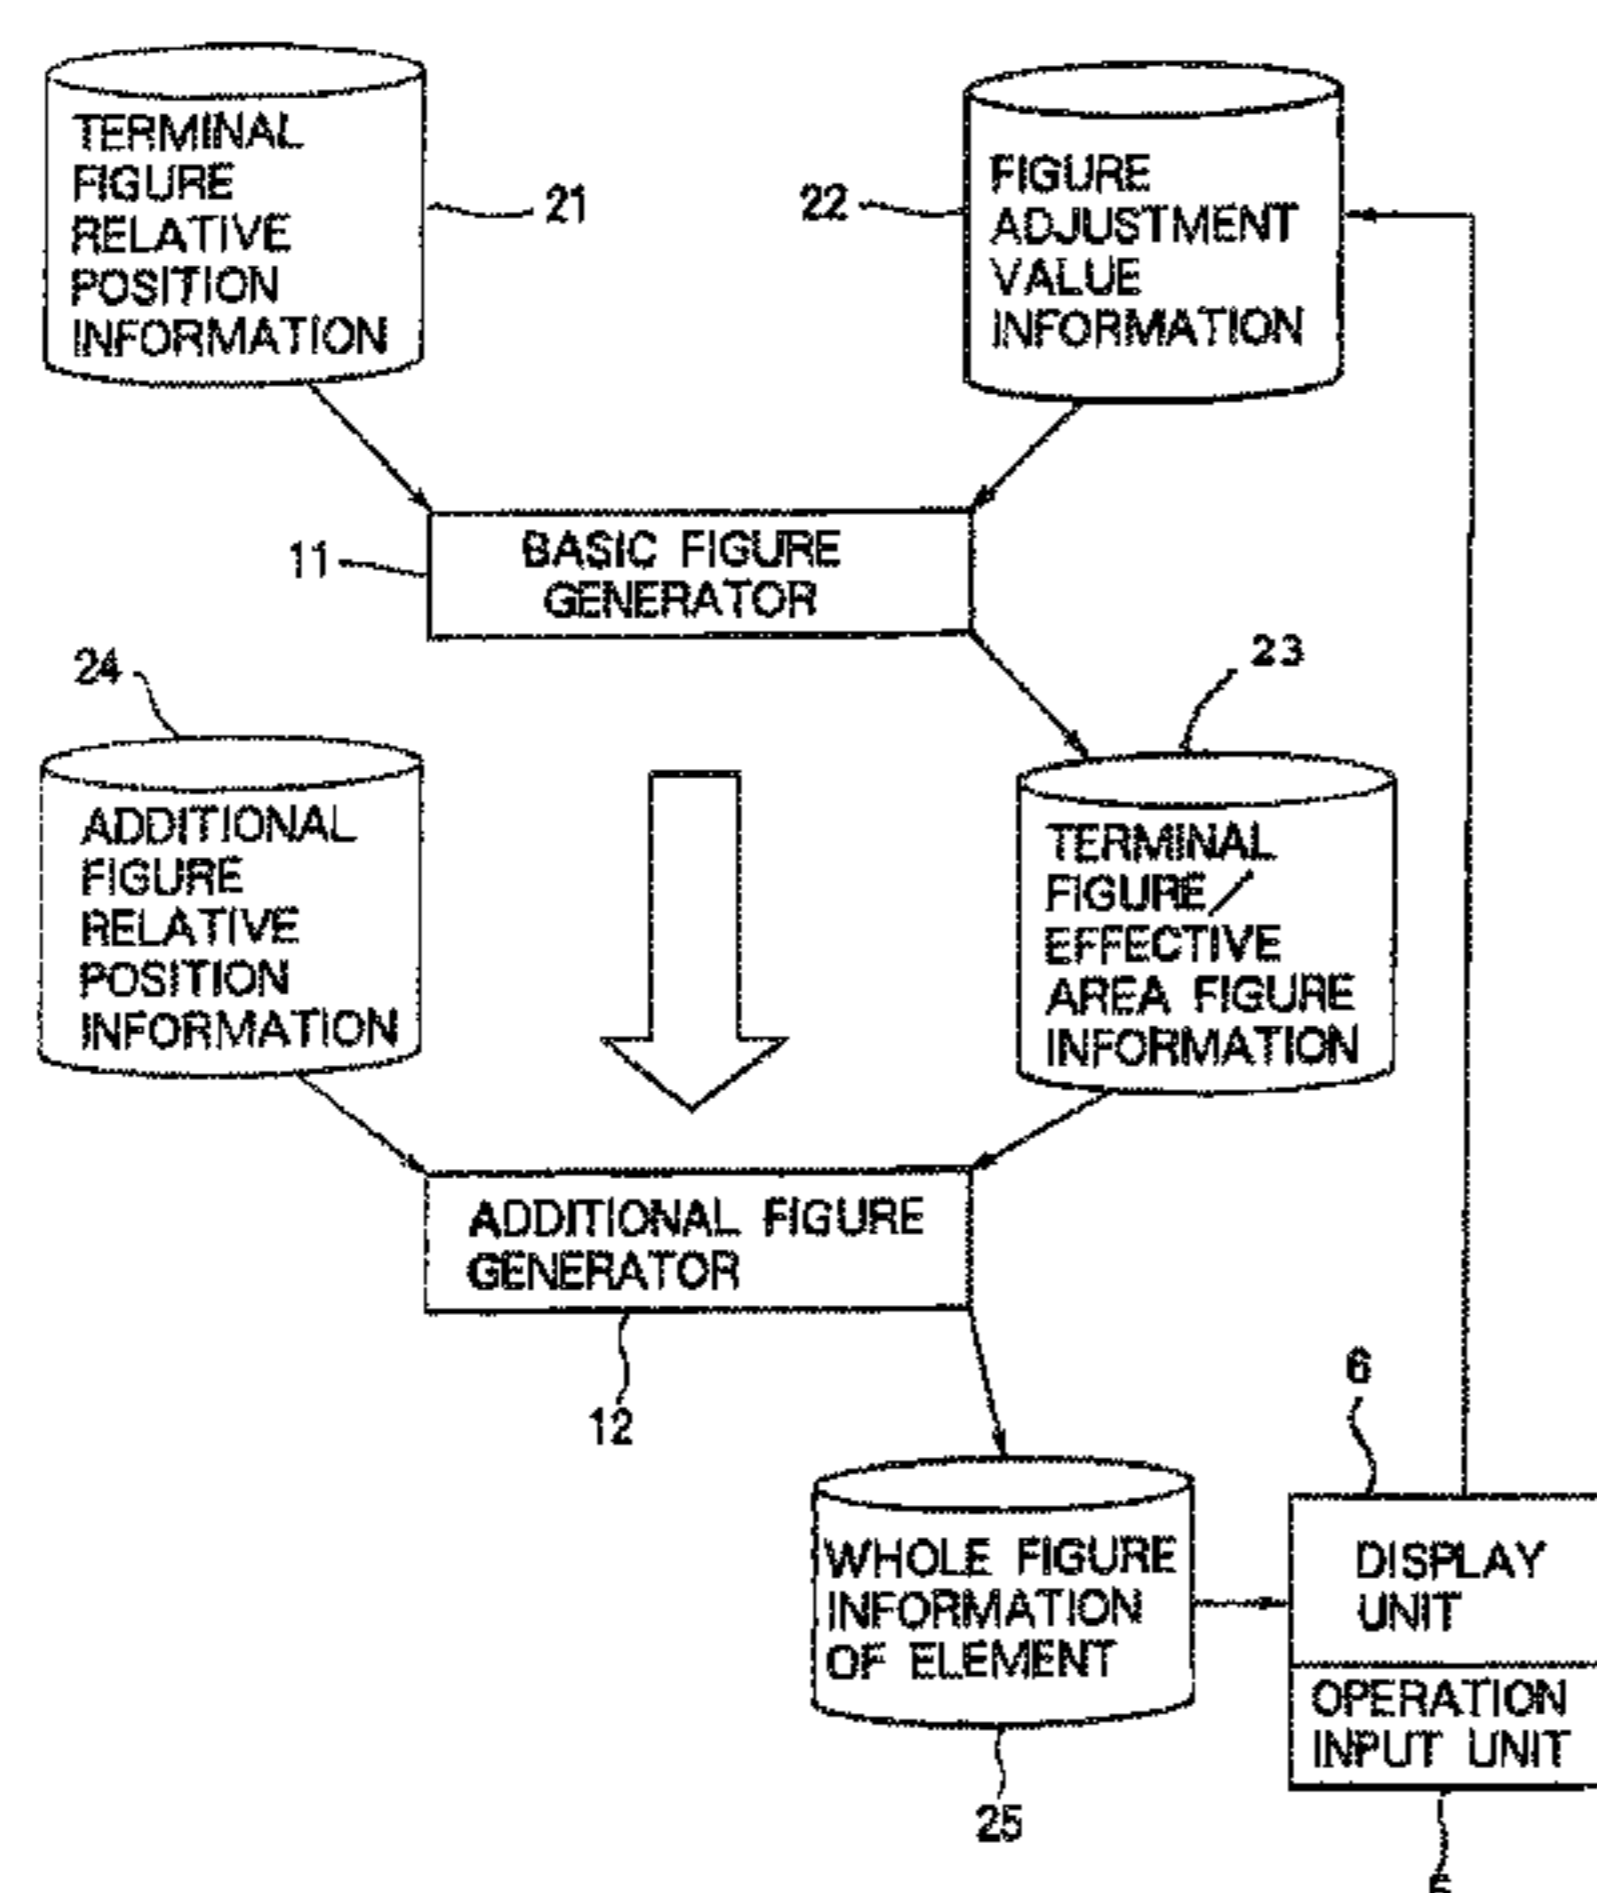 TERMINAL
FIGURE
RELATIVE
POSITION
INFORMATION
21
22
FIGURE
ADJUSTMENT
VALUE
INFORMATION
11
BASIC FIGURE
GENERATOR
24
23
ADDITIONAL
FIGURE
RELATIVE
POSITION
INFORMATION
TERMINAL
FIGURE/
EFFECTIVE
AREA FIGURE
INFORMATION
ADDITIONAL FIGURE
GENERATOR
12
6
WHOLE FIGURE
INFORMATION
OF ELEMENT
DISPLAY
UNIT
OPERATION
INPUT UNIT
25